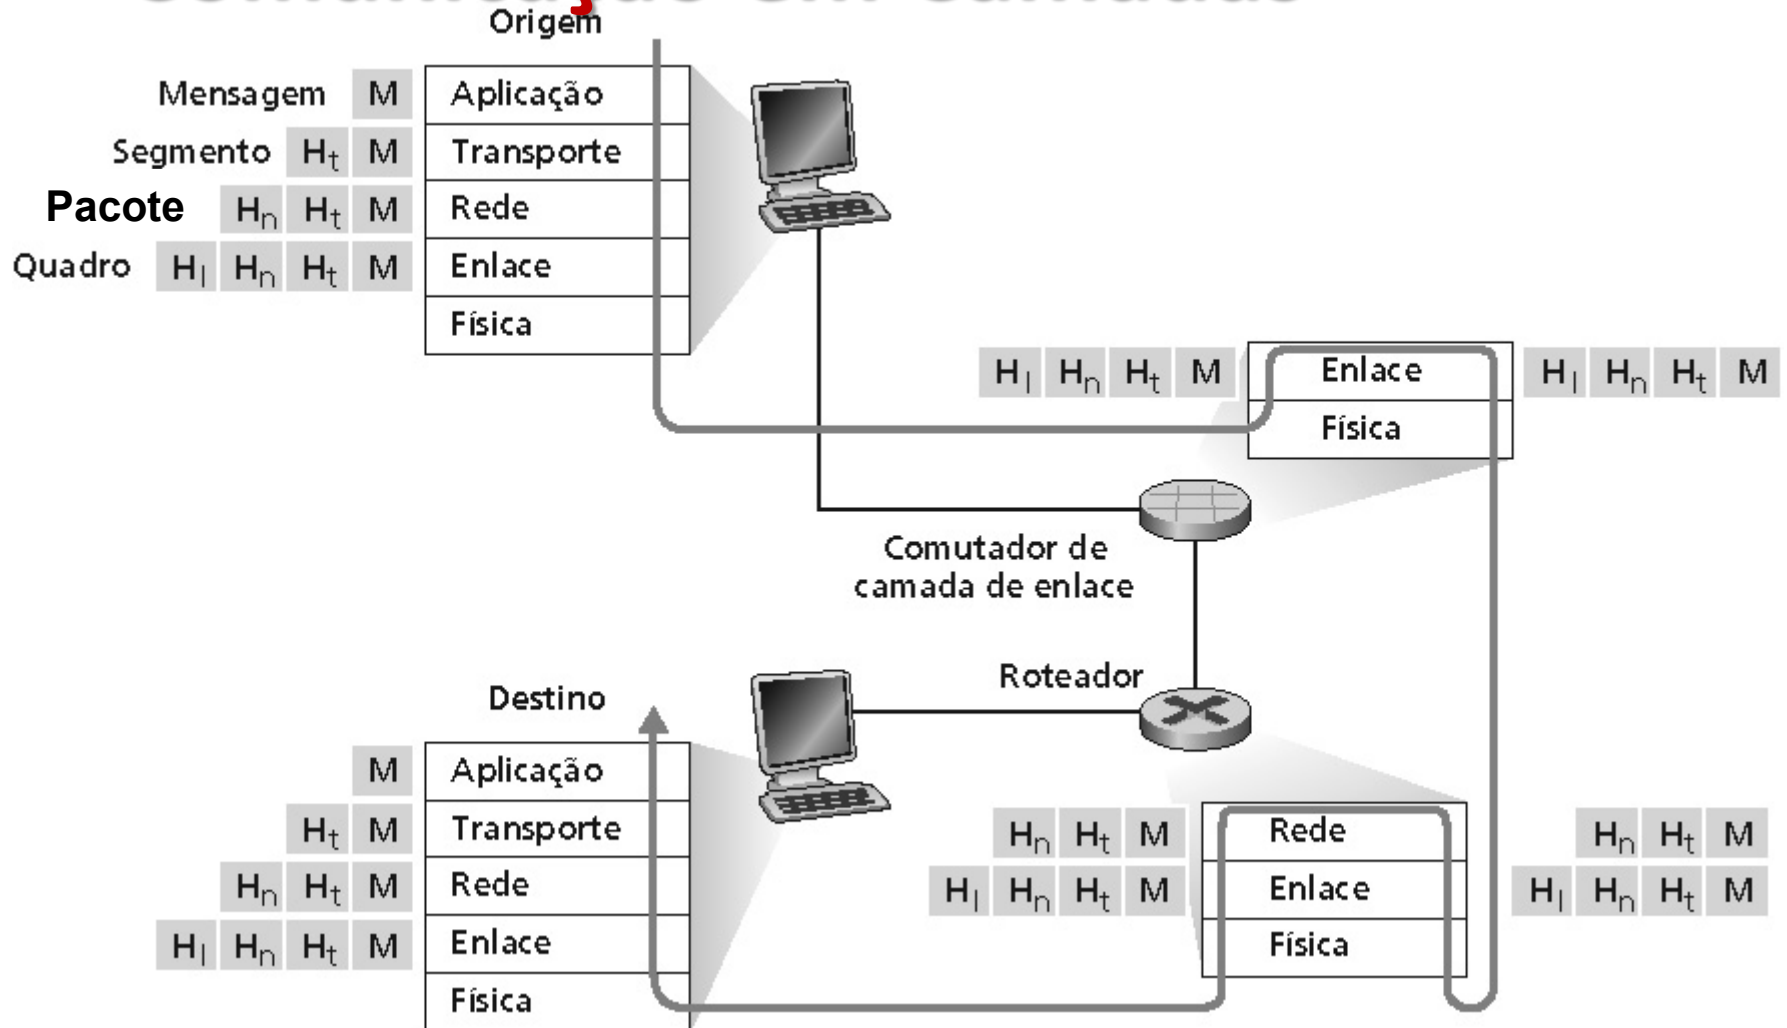 Origem
Mensagem M Aplicação
Segmento Ht M Transporte
Pacote Hn Ht M Rede
Quadro Hl Hn Ht M Enlace
Física
Hl Hn Ht M Enlace Hl Hn Ht M
Física
Comutador de
camada de enlace
Roteador
Destino
M Aplicação
Ht M Transporte
Hn Ht M Rede
Hl Hn Ht M Enlace
Física
Hn Ht M Rede Hn Ht M
Hl Hn Ht M Enlace Hl Hn Ht M
Física